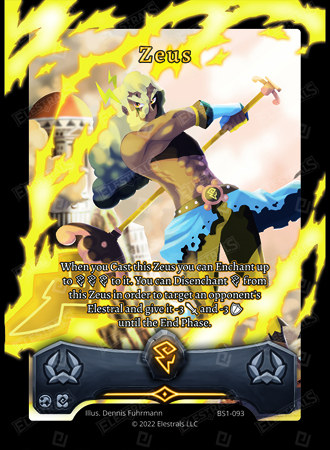 Zeus
When you Cast this Zeus you can Enchant up
to to it. You can Disenchant from
this Zeus in order to target an opponent's
Elestral and give it -3 and -3
until the End Phase.
Illus. Dennis Fuhrmann BS1-093
© 2022 Elestrals LLC